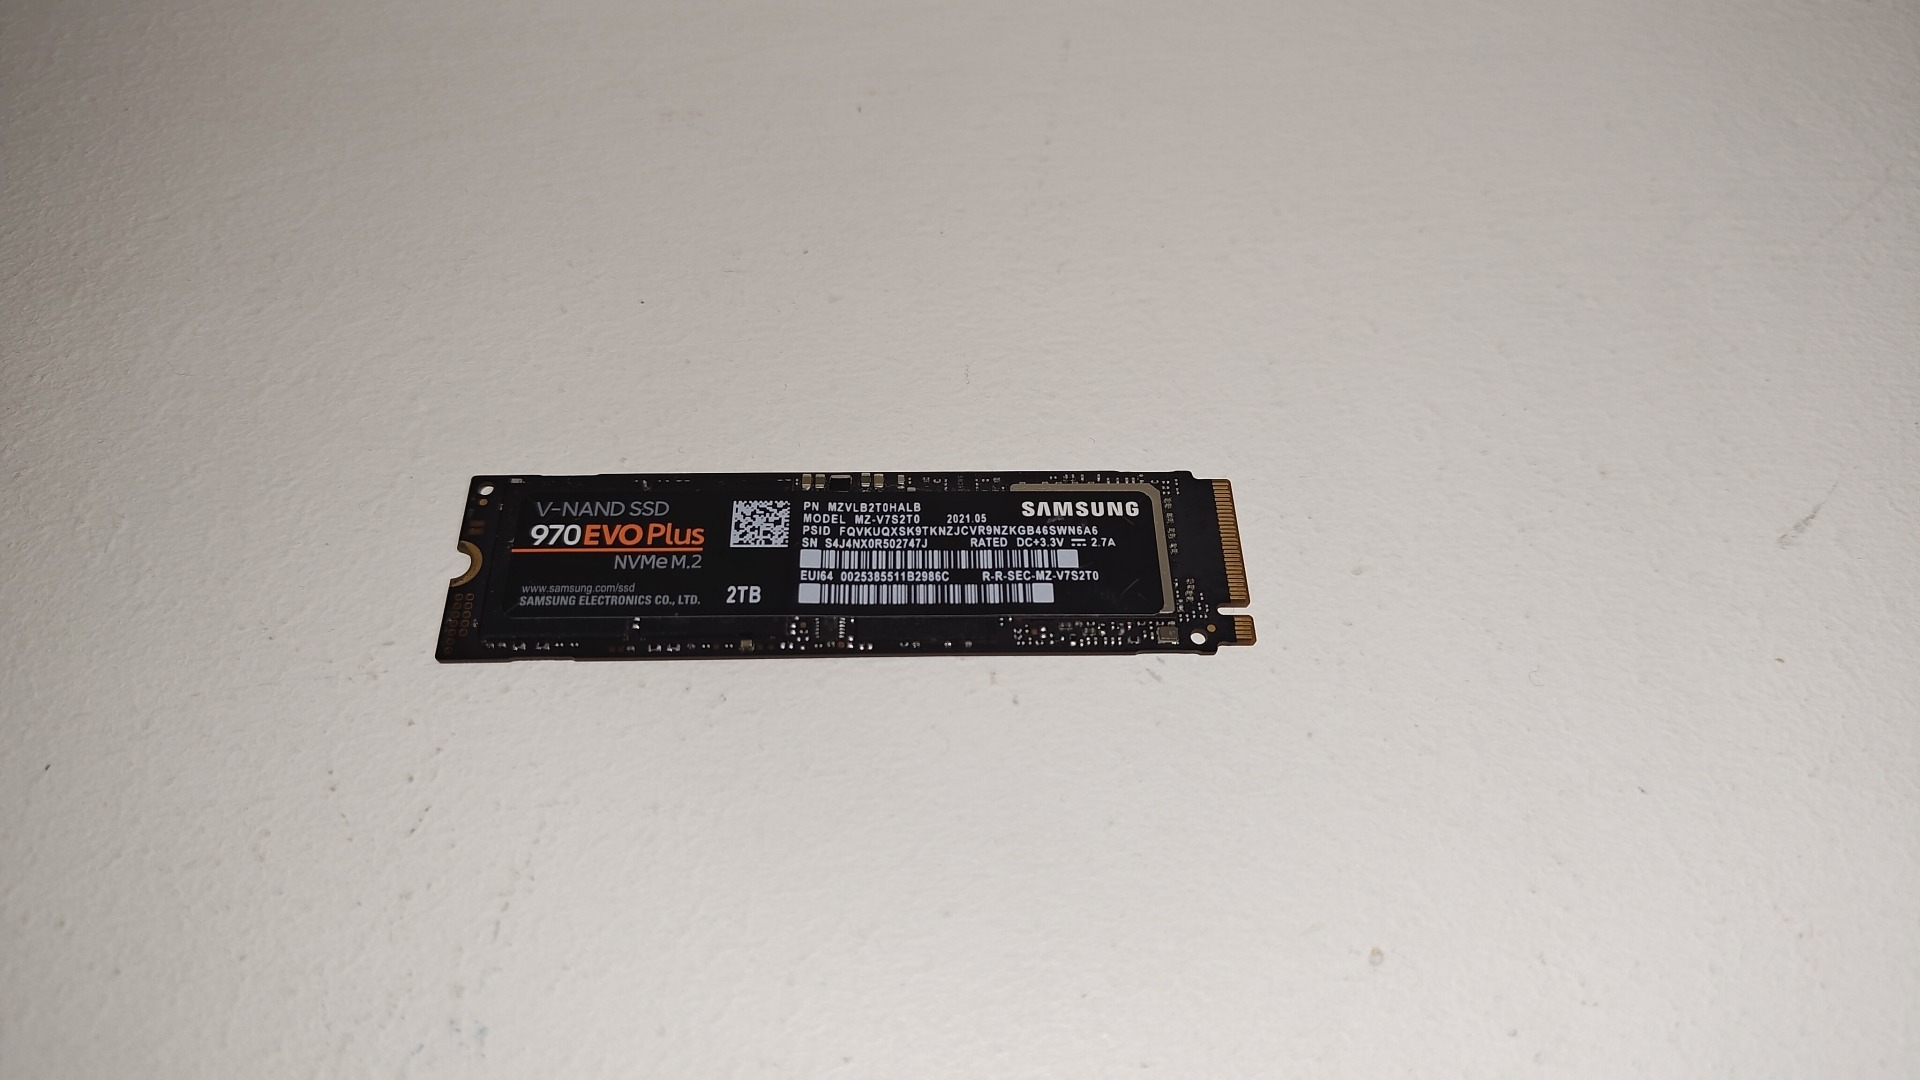 V-NAND SSD
970 EVO Plus
NVMe M.2
www.samsung.com/ssd
SAMSUNG ELECTRONICS CO., LTD.
2TB
SAMSUNG
PN MZVLB2T0HALB
MODEL MZ-V7S2T0 2021.05
PSID FQVKUQXSK9TKNZJCVR9NZKGB46SWN6A6
SN S4J4NX0R502747J RATED DC+3.3V 2.7A
EUI64 0025385511B2986C R-R-SEC-MZ-V7S2T0